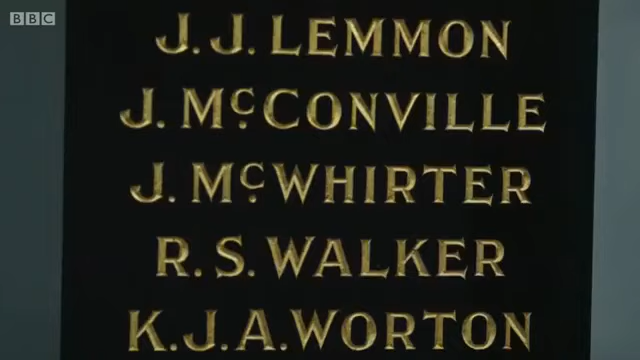 BBC
J. J. LEMMON
J. McCONVILLE
J. McWHIRTER
R. S. WALKER
K. J. A. WORTON